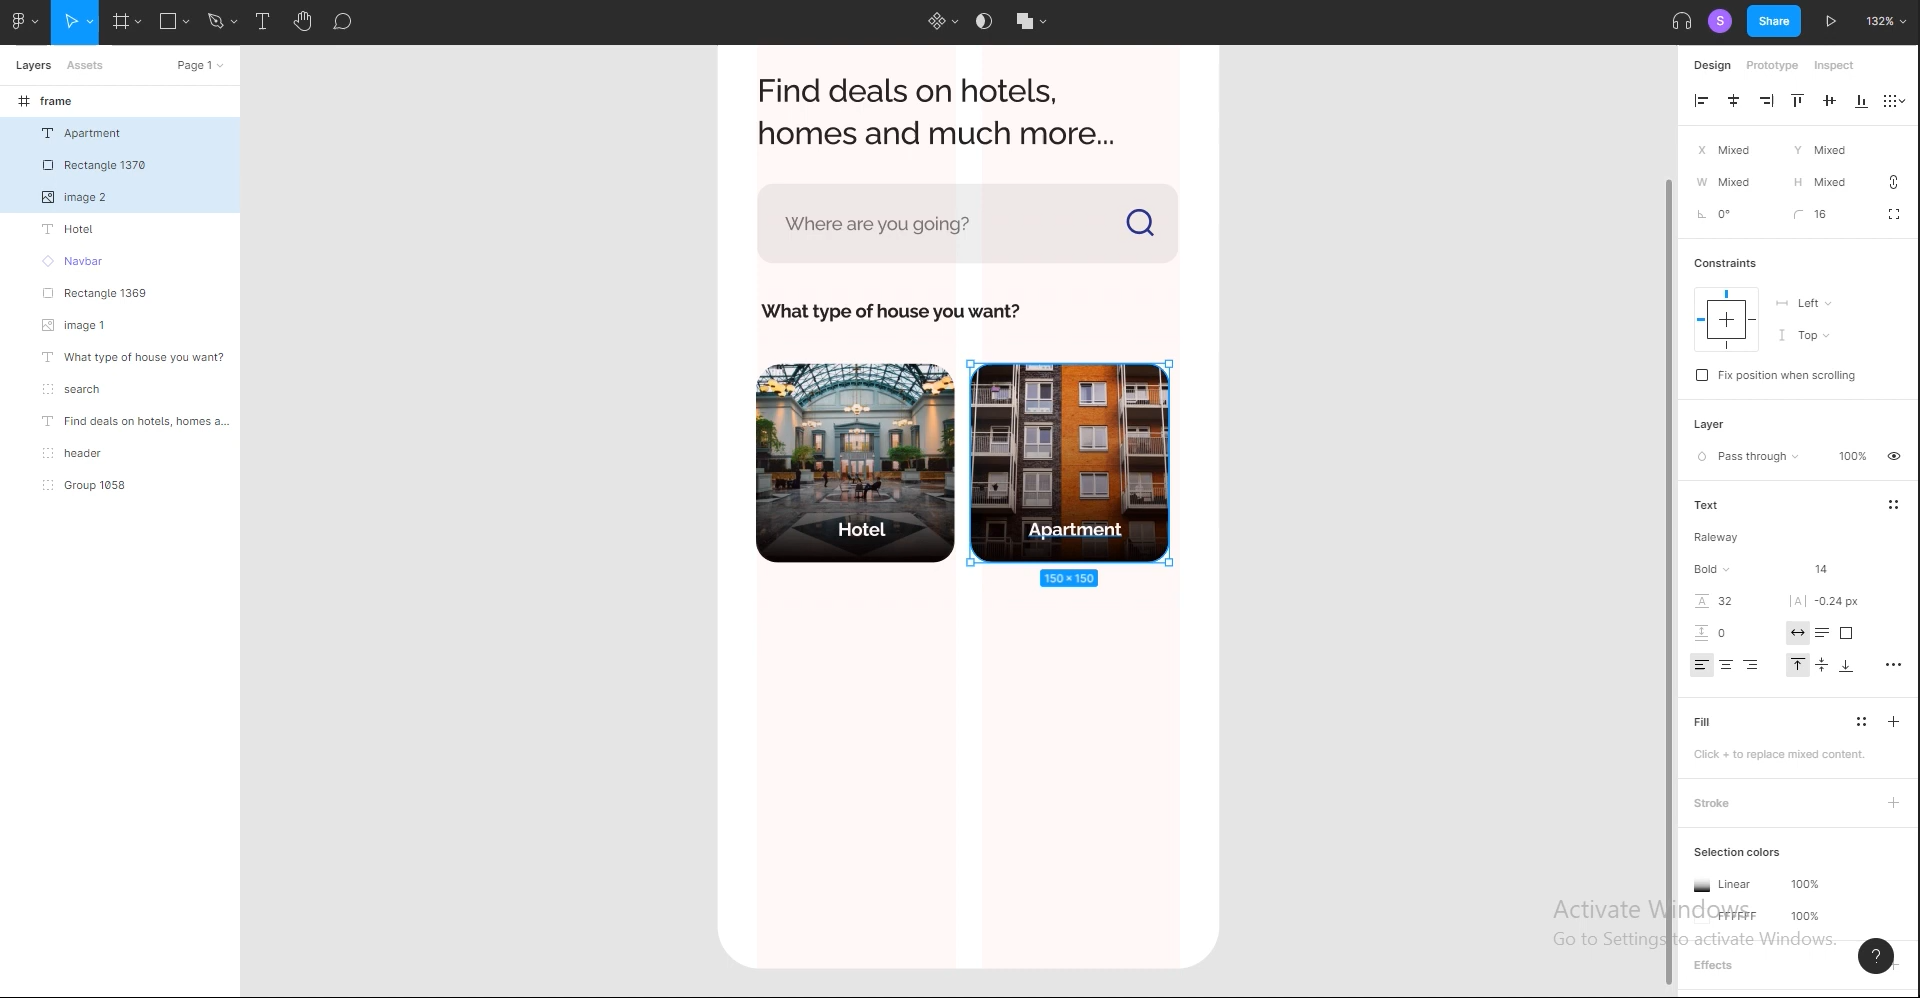 S
Share
132%
Layers
Assets
Page 1
frame
Apartment
Rectangle 1370
image 2
Hotel
Navbar
Rectangle 1369
image 1
What type of house you want?
search
Find deals on hotels, homes a...
header
Group 1058
Find deals on hotels,
homes and much more...
Where are you going?
What type of house you want?
Hotel
Apartment
150 × 150
Design
Prototype
Inspect
X Mixed
Y Mixed
W Mixed
H Mixed
0°
16
Constraints
Left
Top
Fix position when scrolling
Layer
Pass through
100%
Text
Raleway
Bold
14
A 32
|A| -0.24 px
0
Fill
Click + to replace mixed content.
Stroke
Selection colors
Linear
100%
FFFFFF
100%
Activate Windows
Go to Settings to activate Windows.
Effects
?